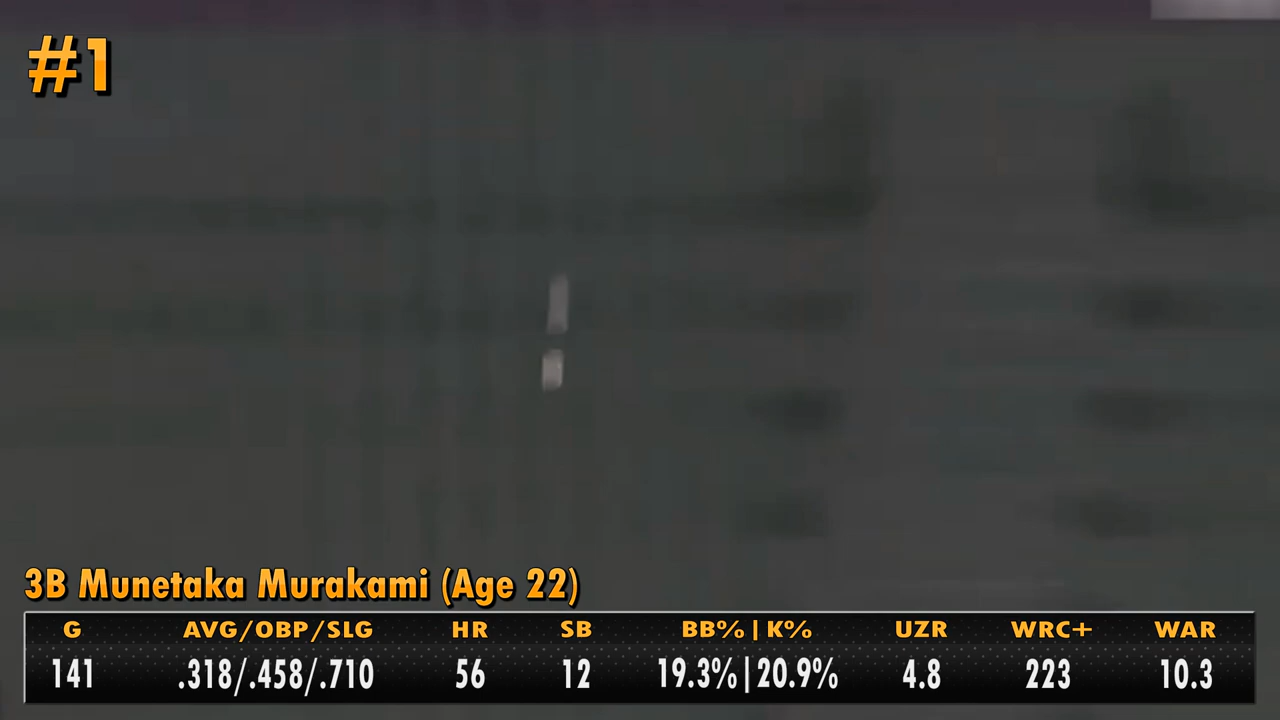 #1
3B Munetaka Murakami (Age 22)
G AVG/OBP/SLG HR SB BB% | K% UZR WRC+ WAR
141 .318/.458/.710 56 12 19.3% | 20.9% 4.8 223 10.3